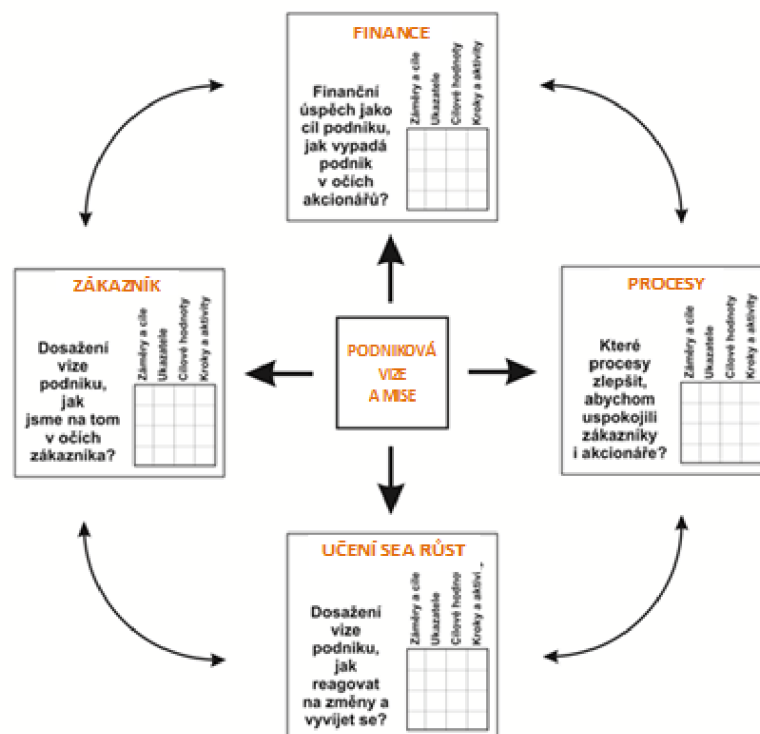 FINANCE
Finanční
úspěch jako
cíl podniku,
jak vypadá
podnik
v očích
akcionářů?
Záměry a cíle
Ukazatele
Cílové hodnoty
Kroky a aktivity
ZÁKAZNÍK
Dosažení
vize
podniku,
jak
jsme na tom
v očích
zákazníka?
Záměry a cíle
Ukazatele
Cílové hodnoty
Kroky a aktivity
PODNIKOVÁ
VIZE
A MISE
PROCESY
Které
procesy
zlepšit,
abychom
uspokojili
zákazníky
i akcionáře?
Záměry a cíle
Ukazatele
Cílové hodnoty
Kroky a aktivity
UČENÍ SE A RŮST
Dosažení
vize
podniku,
jak
reagovat
na změny a
vyvíjet se?
Záměry a cíle
Ukazatele
Cílové hodno
Kroky a aktivi